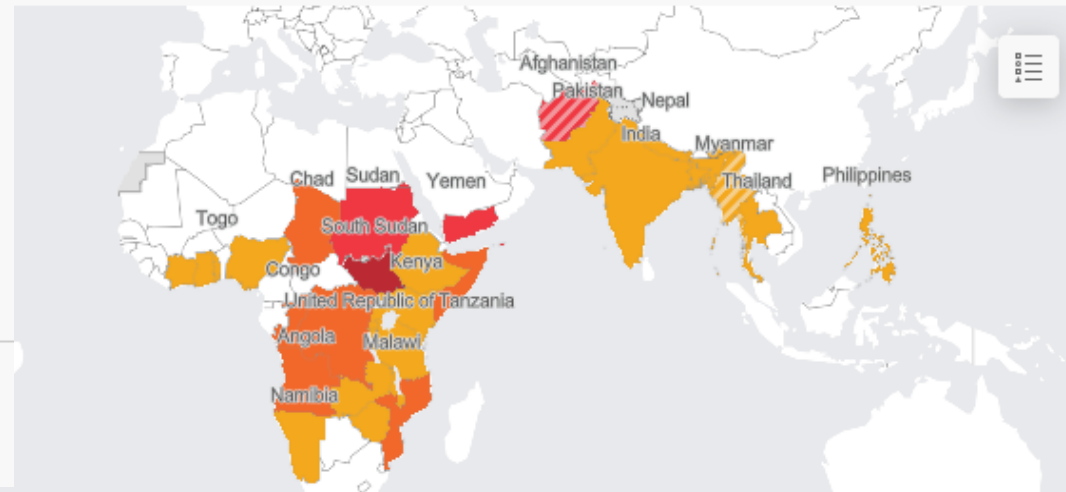 Afghanistan
Pakistan
Nepal
India
Myanmar
Chad
Sudan
Yemen
Thailand
Philippines
Togo
South Sudan
Congo
Kenya
United Republic of Tanzania
Angola
Malawi
Namibia